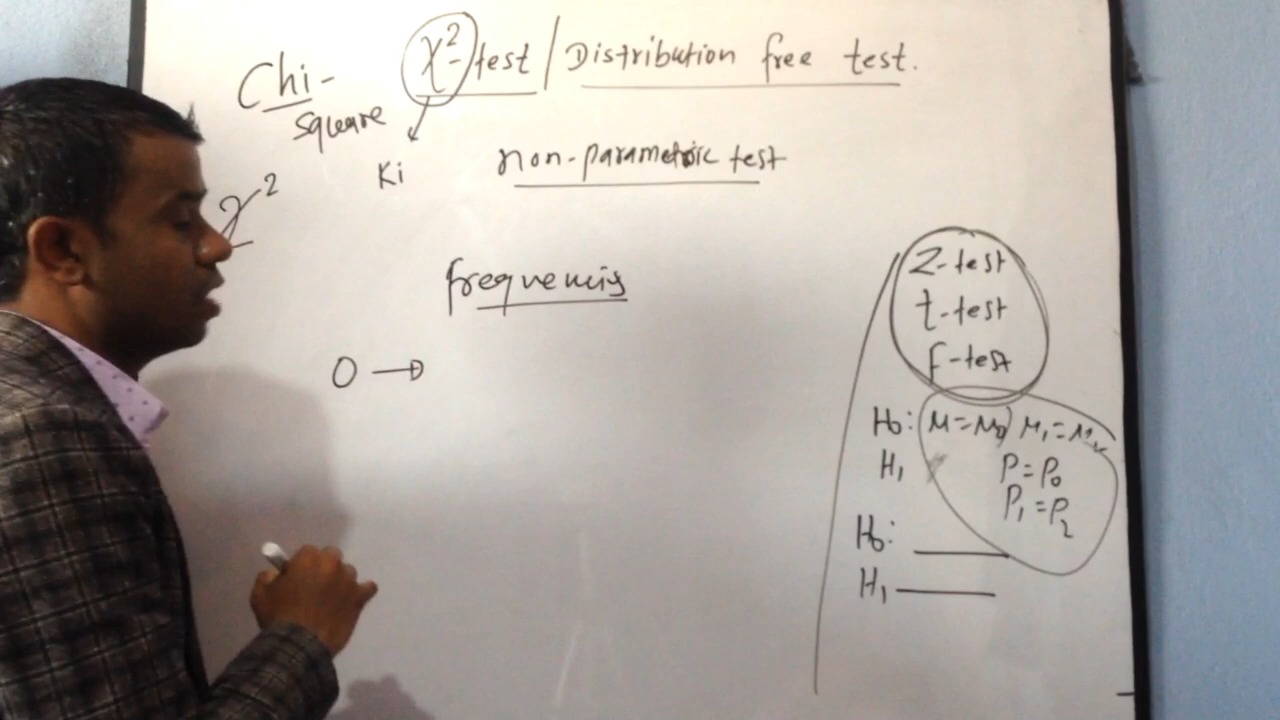 Chi-square
χ²-test / Distribution free test.
Ki
non-parametric test
χ²
frequencies
O →
Z-test
t-test
F-test
H₀: μ=μ₀ μ₁=μ₂
H₁ P=P₀
P₁=P₂
H₀:
H₁